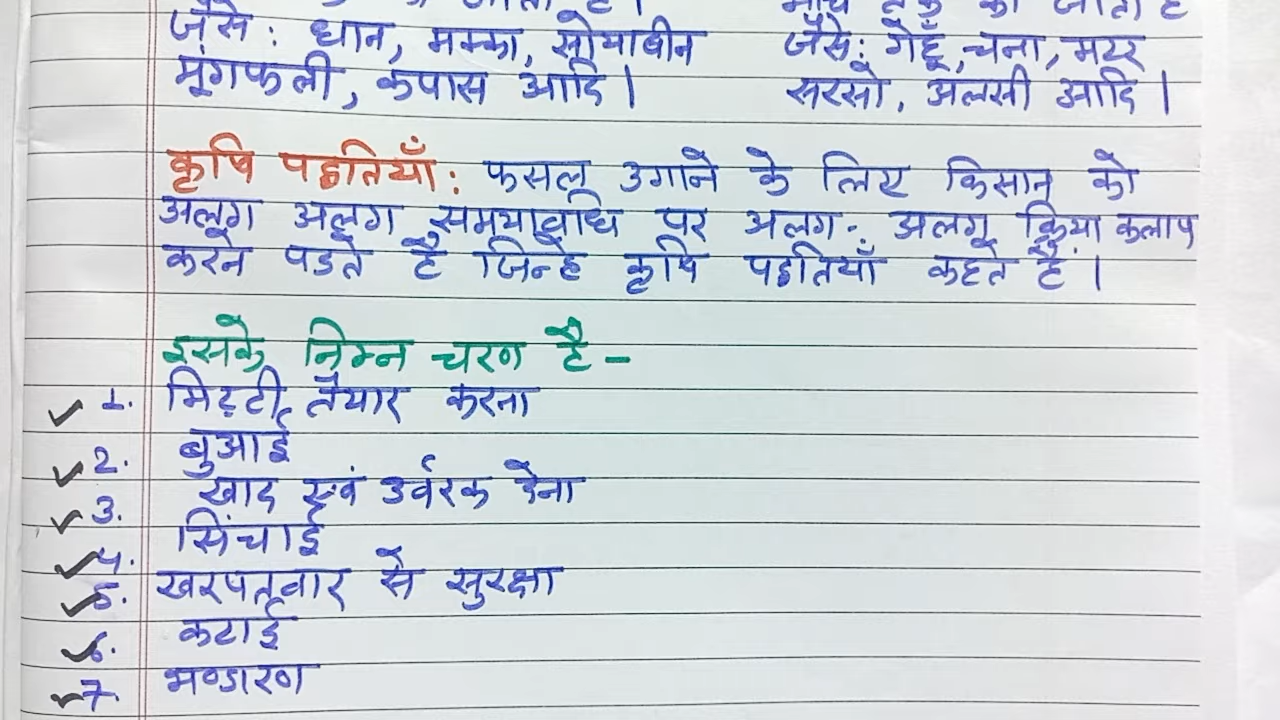 जैसे: धान, मक्का, सोयाबीन
मूंगफली, कपास आदि।
जैसे: गेहूँ, चना, मटर
सरसो, अलसी आदि।
कृषि पद्धतियाँ: फसल उगाने के लिए किसान को
अलग अलग समयावधि पर अलग- अलग क्रिया कलाप
करने पडते है जिन्हे कृषि पद्धतियाँ कहते हैं।
इसके निम्न चरण है -
1. मिट्टी तैयार करना
2. बुआई
3. खाद एवं उर्वरक देना
4. सिंचाई
5. खरपतवार से सुरक्षा
6. कटाई
7. भण्डारण